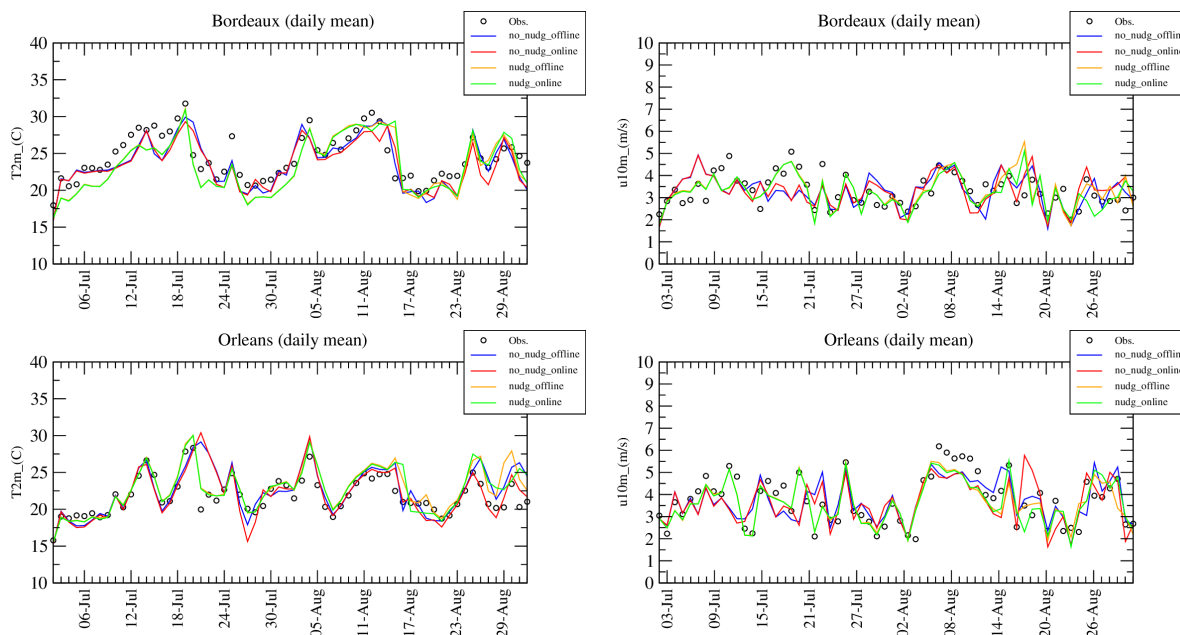 Bordeaux (daily mean)
Obs.
no_nudg_offline
no_nudg_online
nudg_offline
nudg_online
T2m_(C)
40
35
30
25
20
15
10
06-Jul
12-Jul
18-Jul
24-Jul
30-Jul
05-Aug
11-Aug
17-Aug
23-Aug
29-Aug
Bordeaux (daily mean)
Obs.
no_nudg_offline
no_nudg_online
nudg_offline
nudg_online
u10m_(m/s)
10
9
8
7
6
5
4
3
2
1
0
03-Jul
09-Jul
15-Jul
21-Jul
27-Jul
02-Aug
08-Aug
14-Aug
20-Aug
26-Aug
Orleans (daily mean)
Obs.
no_nudg_offline
no_nudg_online
nudg_offline
nudg_online
T2m_(C)
40
35
30
25
20
15
10
06-Jul
12-Jul
18-Jul
24-Jul
30-Jul
05-Aug
11-Aug
17-Aug
23-Aug
29-Aug
Orleans (daily mean)
Obs.
no_nudg_offline
no_nudg_online
nudg_offline
nudg_online
u10m_(m/s)
10
9
8
7
6
5
4
3
2
1
0
03-Jul
09-Jul
15-Jul
21-Jul
27-Jul
02-Aug
08-Aug
14-Aug
20-Aug
26-Aug